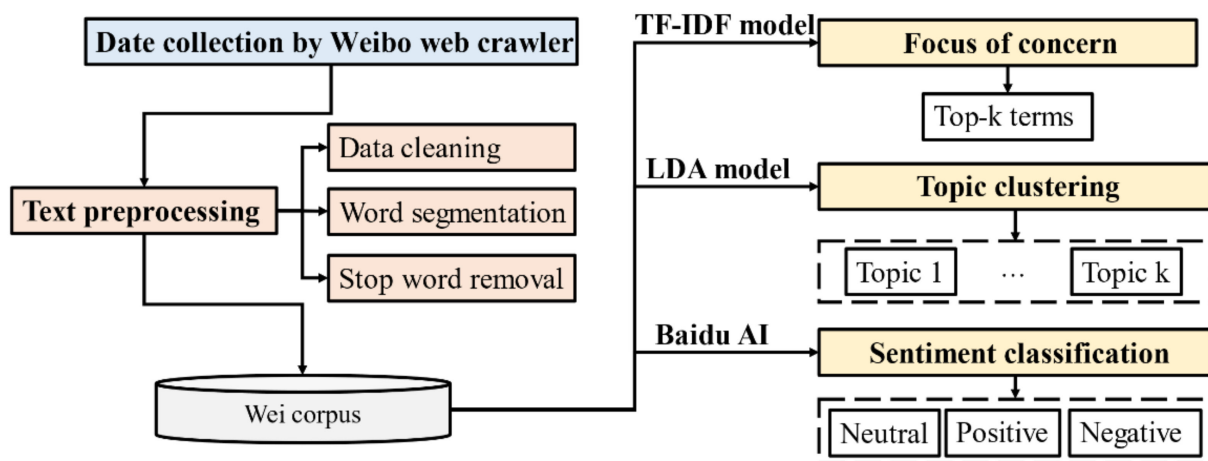 Date collection by Weibo web crawler
Text preprocessing
Data cleaning
Word segmentation
Stop word removal
Wei corpus
TF-IDF model
Focus of concern
Top-k terms
LDA model
Topic clustering
Topic 1 ... Topic k
Baidu AI
Sentiment classification
Neutral Positive Negative